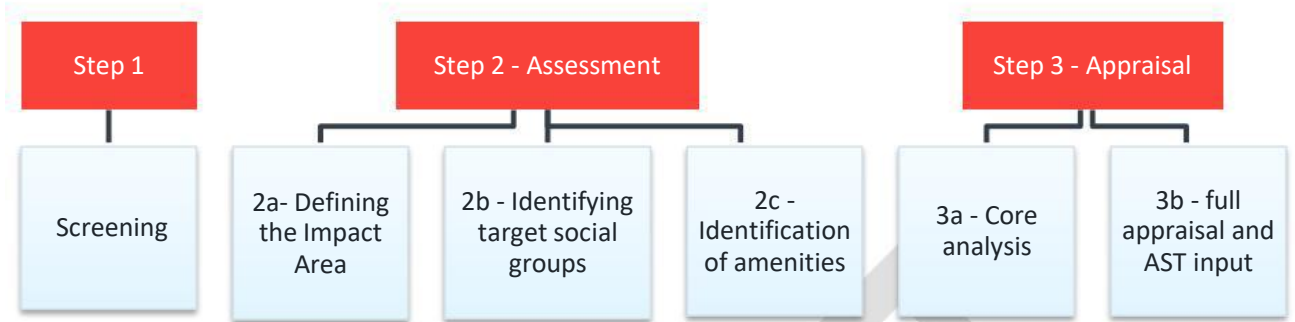 Step 1
Step 2 - Assessment
Step 3 - Appraisal
Screening
2a- Defining
the Impact
Area
2b - Identifying
target social
groups
2c -
Identification
of amenities
3a - Core
analysis
3b - full
appraisal and
AST input